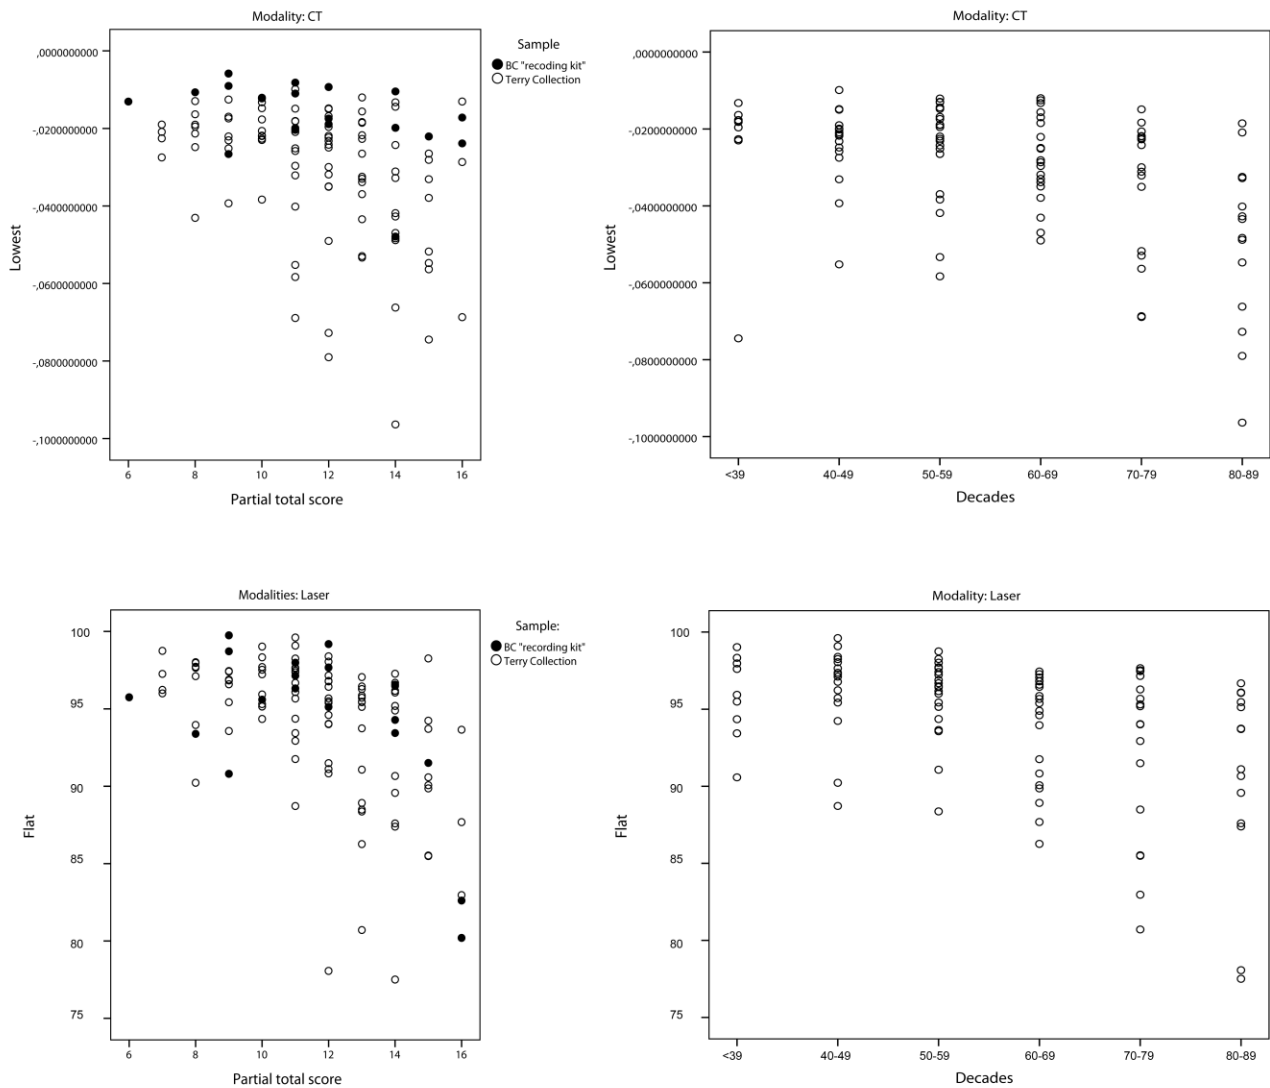 Modality: CT
,0000000000
-,0200000000
-,0400000000
-,0600000000
-,0800000000
-,1000000000
Lowest
6 8 10 12 14 16
Partial total score
Sample
BC "recoding kit"
Terry Collection
Modality: CT
,0000000000
-,0200000000
-,0400000000
-,0600000000
-,0800000000
-,1000000000
Lowest
<39 40-49 50-59 60-69 70-79 80-89
Decades
Modalities: Laser
100
95
90
85
80
75
Flat
6 8 10 12 14 16
Partial total score
Sample:
BC "recording kit"
Terry Collection
Modality: Laser
100
95
90
85
80
75
Flat
<39 40-49 50-59 60-69 70-79 80-89
Decades